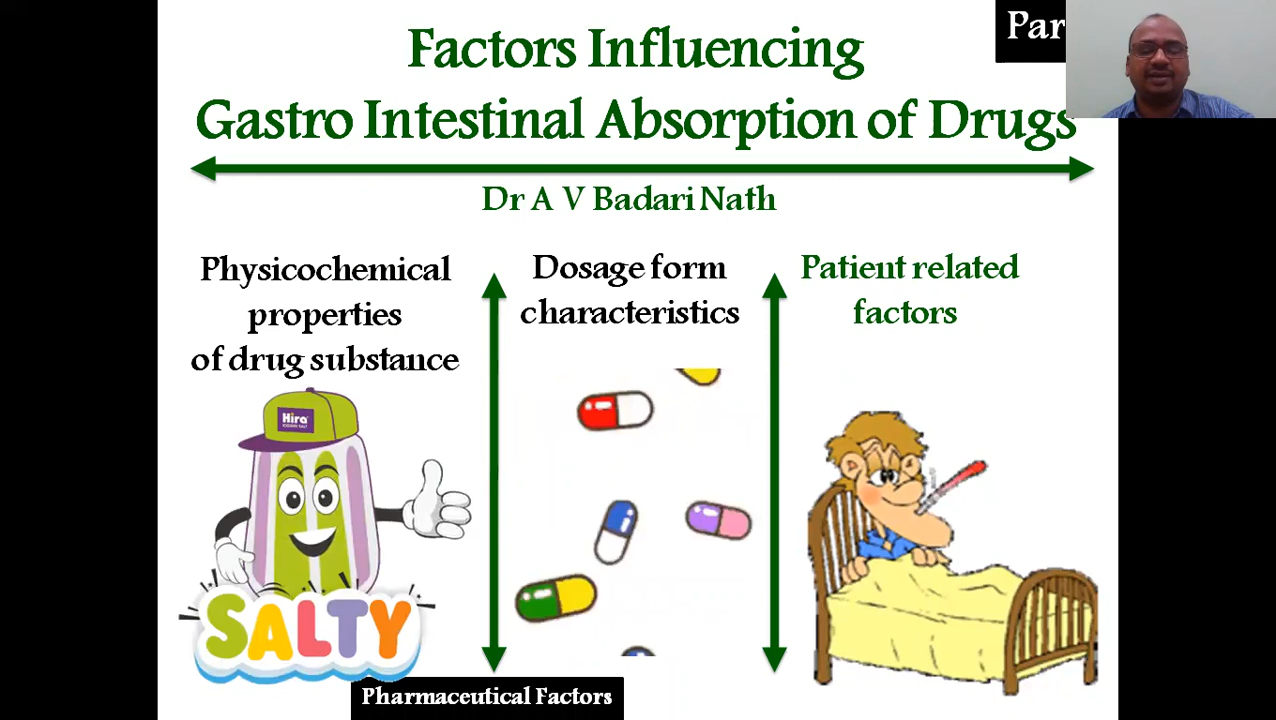 Factors Influencing
Gastro Intestinal Absorption of Drugs
Dr A V Badari Nath
Physicochemical
properties
of drug substance
Dosage form
characteristics
Patient related
factors
Hira
SALTY
Pharmaceutical Factors